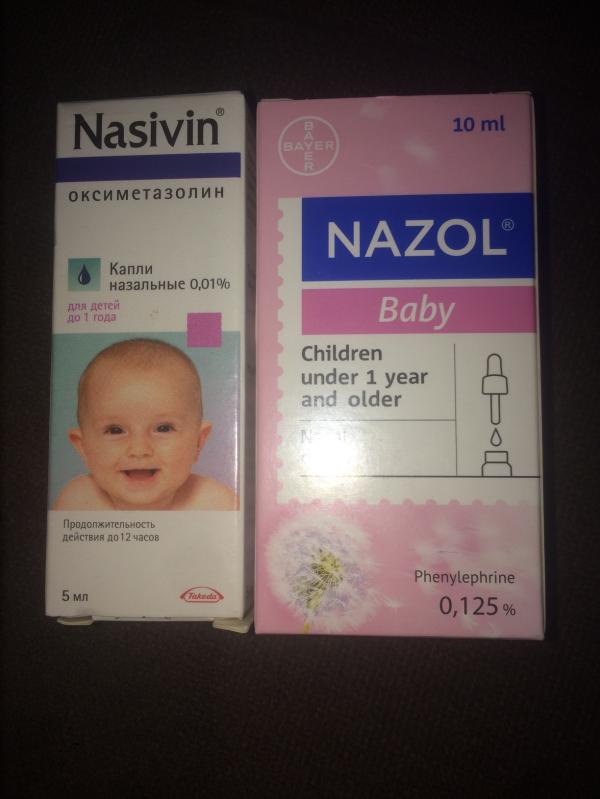 Nasivin®
оксиметазолин
Капли
назальные 0,01%
для детей
до 1 года
Продолжительность
действия до 12 часов
5 мл
Takeda
BAYER
BAYER
10 ml
NAZOL®
Baby
Children
under 1 year
and older
Phenylephrine
0,125 %